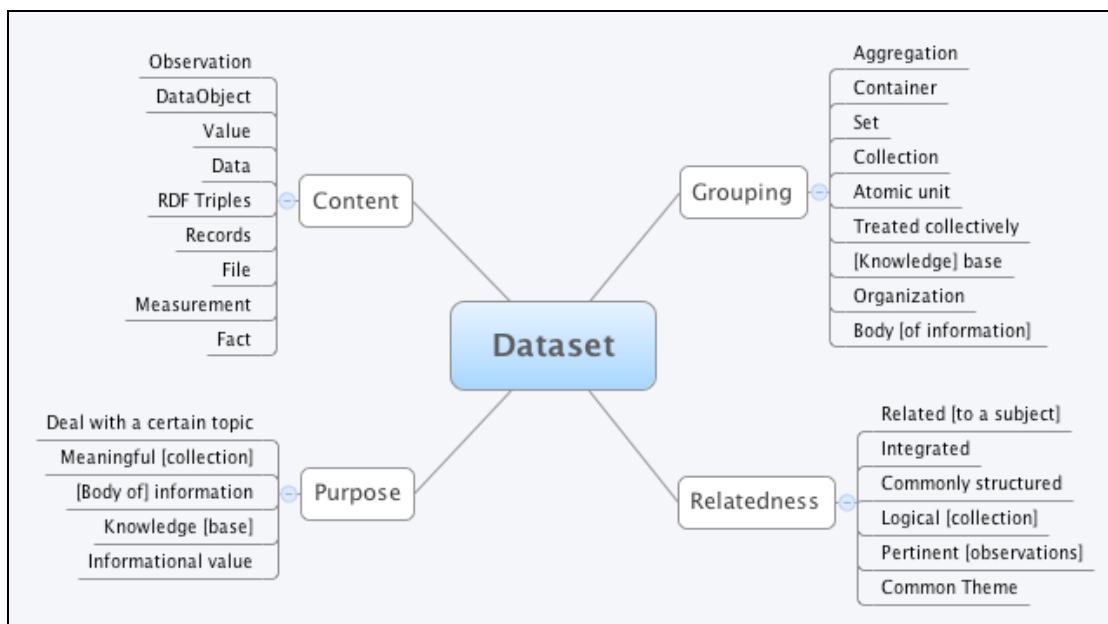 Observation
DataObject
Value
Data
RDF Triples
Records
File
Measurement
Fact
Content
Aggregation
Container
Set
Collection
Atomic unit
Treated collectively
[Knowledge] base
Organization
Body [of information]
Grouping
Dataset
Deal with a certain topic
Meaningful [collection]
[Body of] information
Knowledge [base]
Informational value
Purpose
Related [to a subject]
Integrated
Commonly structured
Logical [collection]
Pertinent [observations]
Common Theme
Relatedness